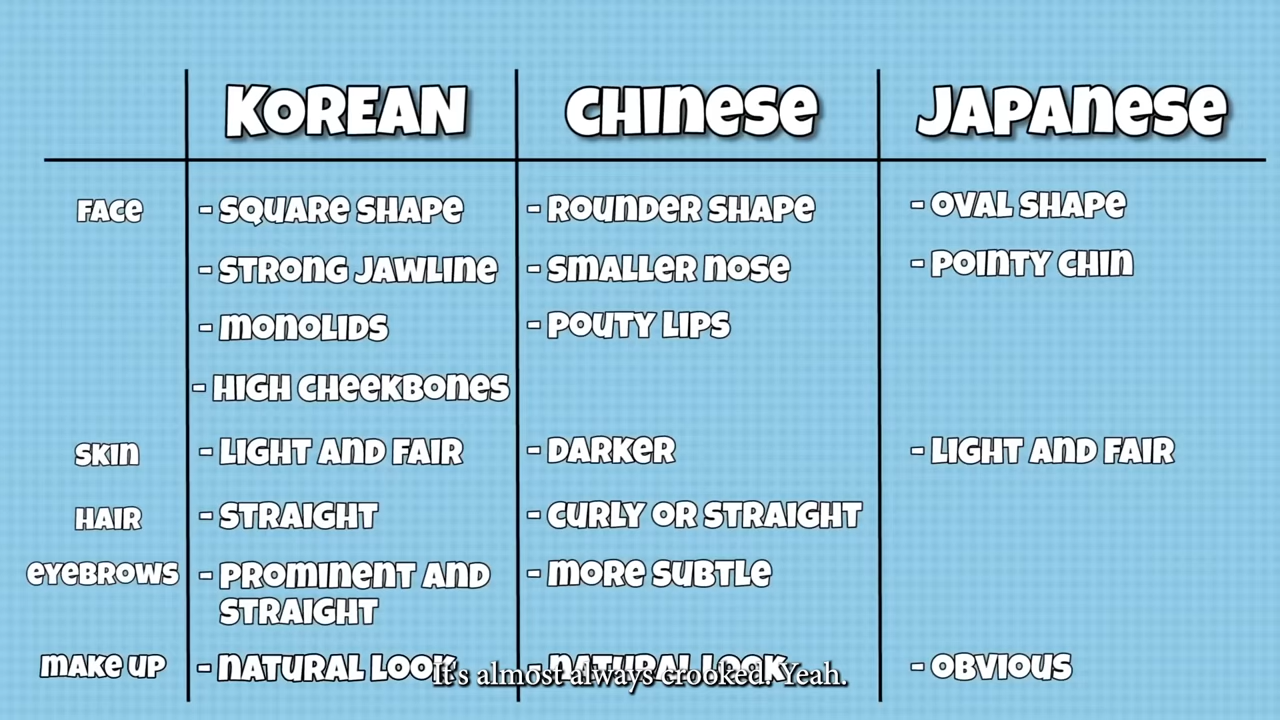 KOREAN CHINESE JAPANESE
FACE - SQUARE SHAPE - ROUNDER SHAPE - OVAL SHAPE
- STRONG JAWLINE - SMALLER NOSE - POINTY CHIN
- MONOLIDS - POUTY LIPS
- HIGH CHEEKBONES
SKIN - LIGHT AND FAIR - DARKER - LIGHT AND FAIR
HAIR - STRAIGHT - CURLY OR STRAIGHT
EYEBROWS - PROMINENT AND - MORE SUBTLE
STRAIGHT
MAKE UP - NATURAL LOOK - NATURAL LOOK - OBVIOUS
It's almost always crooked. Yeah.